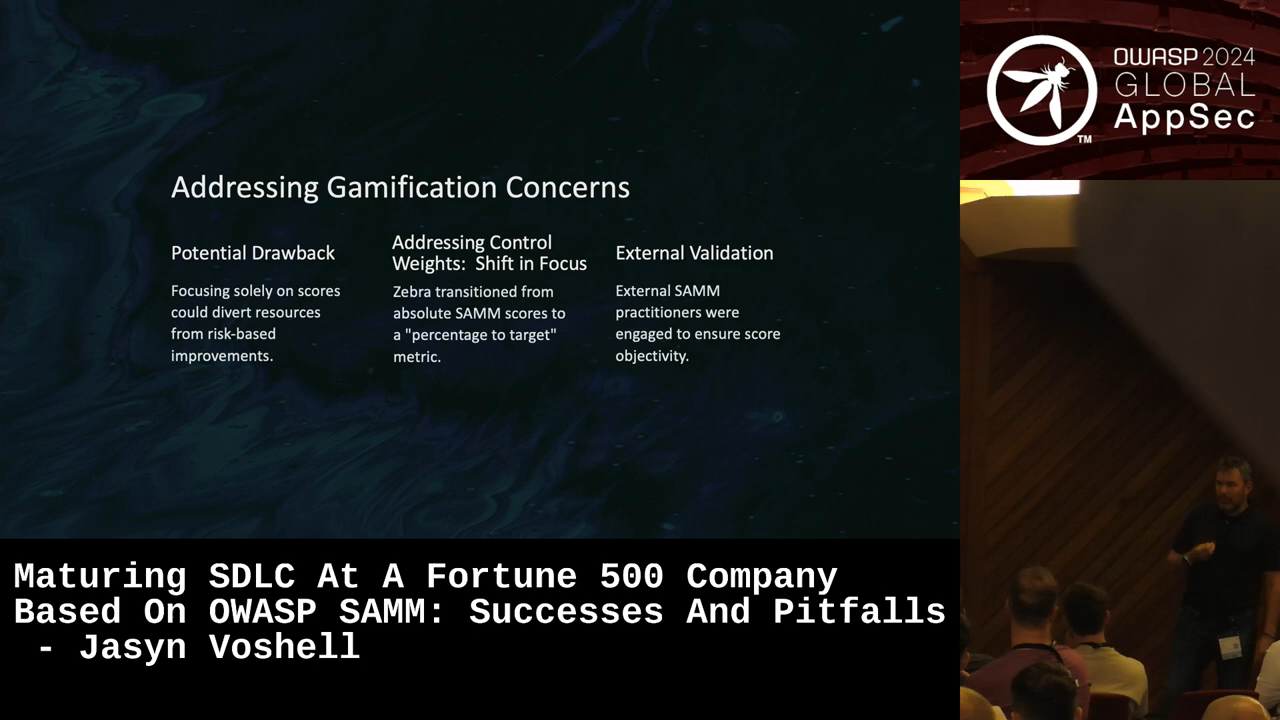 Addressing Gamification Concerns
Potential Drawback
Focusing solely on scores
could divert resources
from risk-based
improvements.
Addressing Control
Weights: Shift in Focus
Zebra transitioned from
absolute SAMM scores to
a "percentage to target"
metric.
External Validation
External SAMM
practitioners were
engaged to ensure score
objectivity.
OWASP 2024
GLOBAL
AppSec
TM
Maturing SDLC At A Fortune 500 Company
Based On OWASP SAMM: Successes And Pitfalls
- Jasyn Voshell